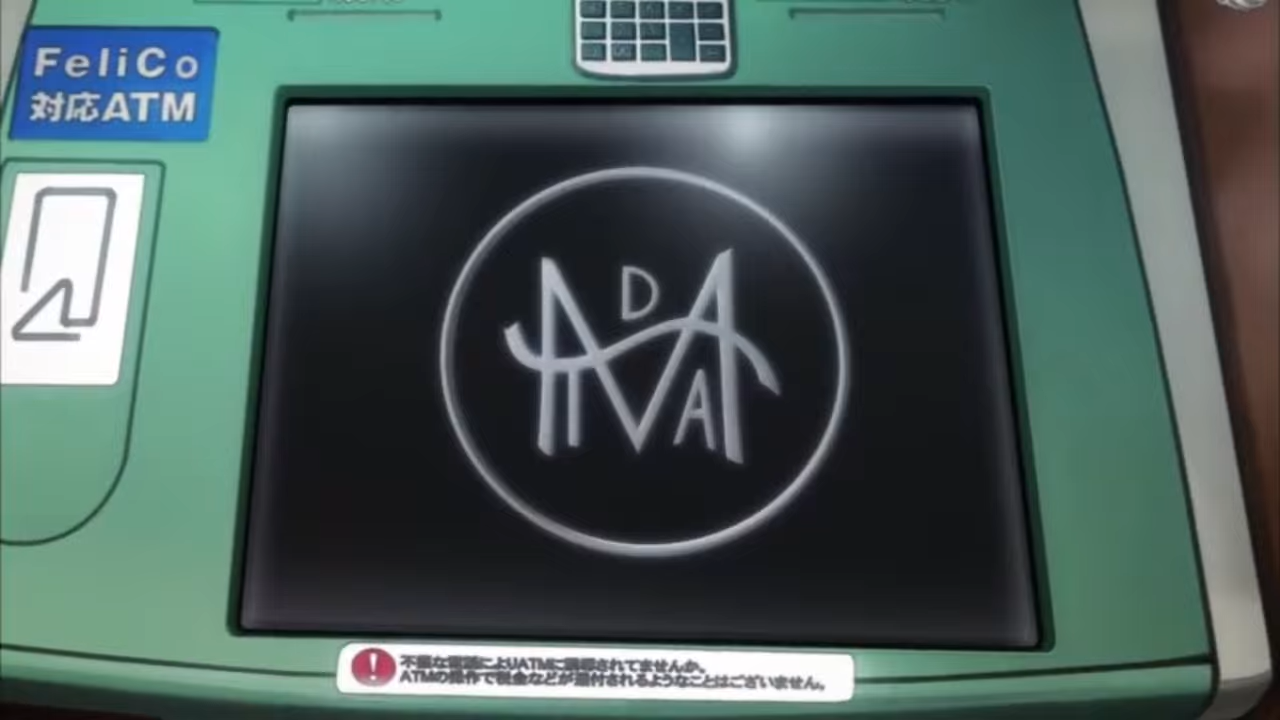 FeliCo
対応ATM
D
M
A
不審な電話によりATMに誘導されてませんか。
ATMの操作で税金などが還付されるようなことはございません。